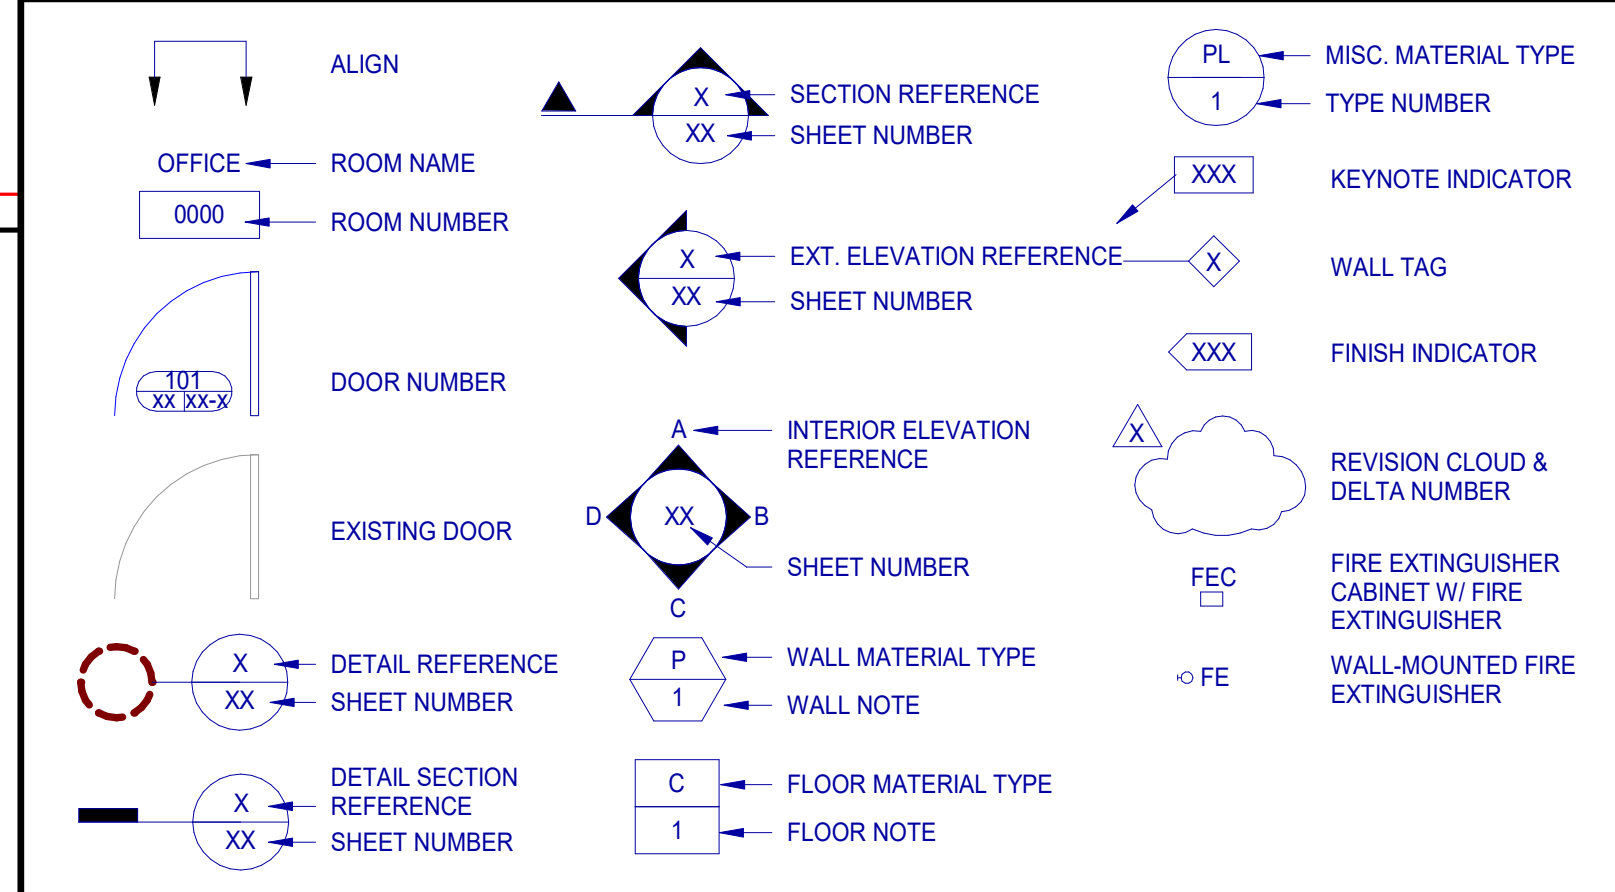 ALIGN
OFFICE
ROOM NAME
0000
ROOM NUMBER
101
XX XX-X
DOOR NUMBER
EXISTING DOOR
X
DETAIL REFERENCE
XX
SHEET NUMBER
X
DETAIL SECTION
REFERENCE
XX
SHEET NUMBER
X
SECTION REFERENCE
XX
SHEET NUMBER
X
EXT. ELEVATION REFERENCE
XX
SHEET NUMBER
A
INTERIOR ELEVATION
REFERENCE
D
XX
B
SHEET NUMBER
C
P
WALL MATERIAL TYPE
1
WALL NOTE
C
FLOOR MATERIAL TYPE
1
FLOOR NOTE
PL
MISC. MATERIAL TYPE
1
TYPE NUMBER
XXX
KEYNOTE INDICATOR
X
WALL TAG
XXX
FINISH INDICATOR
X
REVISION CLOUD &
DELTA NUMBER
FEC
FIRE EXTINGUISHER
CABINET W/ FIRE
EXTINGUISHER
FE
WALL-MOUNTED FIRE
EXTINGUISHER